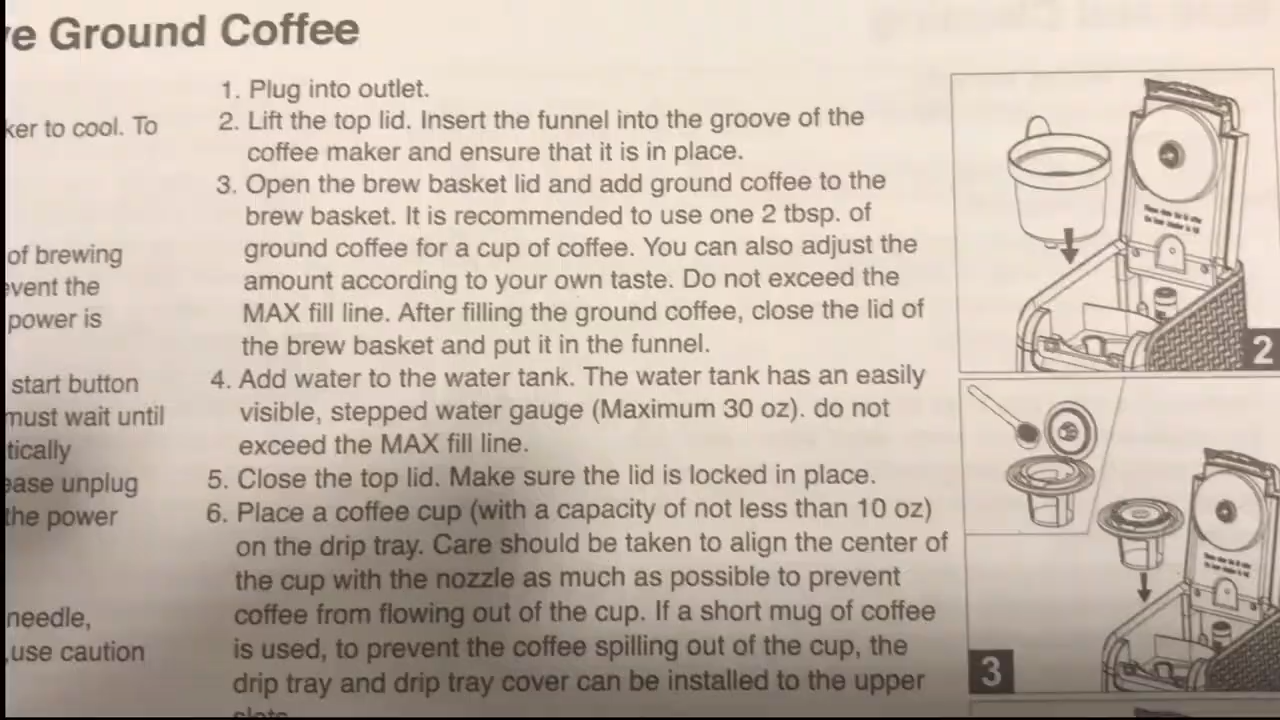 e Ground Coffee
ker to cool. To
of brewing
vent the
power is
start button
must wait until
tically
ease unplug
the power
needle,
,use caution
1. Plug into outlet.
2. Lift the top lid. Insert the funnel into the groove of the
coffee maker and ensure that it is in place.
3. Open the brew basket lid and add ground coffee to the
brew basket. It is recommended to use one 2 tbsp. of
ground coffee for a cup of coffee. You can also adjust the
amount according to your own taste. Do not exceed the
MAX fill line. After filling the ground coffee, close the lid of
the brew basket and put it in the funnel.
4. Add water to the water tank. The water tank has an easily
visible, stepped water gauge (Maximum 30 oz). do not
exceed the MAX fill line.
5. Close the top lid. Make sure the lid is locked in place.
6. Place a coffee cup (with a capacity of not less than 10 oz)
on the drip tray. Care should be taken to align the center of
the cup with the nozzle as much as possible to prevent
coffee from flowing out of the cup. If a short mug of coffee
is used, to prevent the coffee spilling out of the cup, the
drip tray and drip tray cover can be installed to the upper
2
3